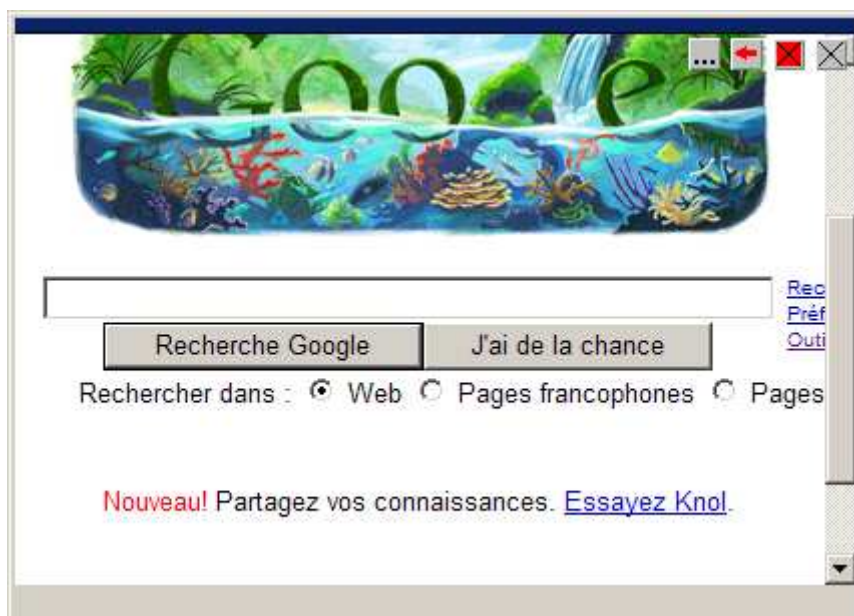 Google
...
Rec
Préf
Outi
Recherche Google J'ai de la chance
Rechercher dans : Web Pages francophones Pages
Nouveau! Partagez vos connaissances. Essayez Knol.